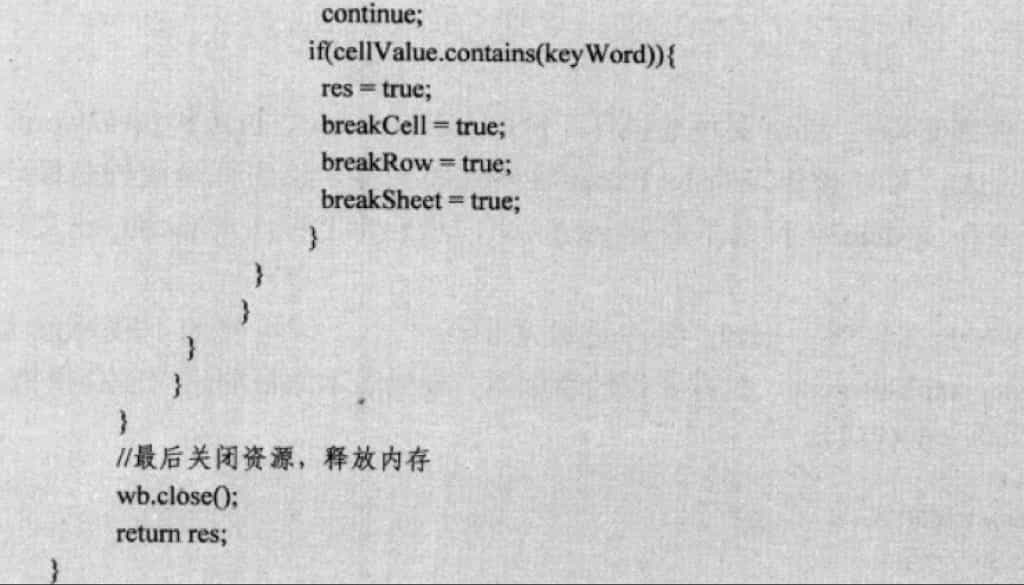 continue;
if(cellValue.contains(keyWord)){
res = true;
breakCell = true;
breakRow = true;
breakSheet = true;
}
}
}
}
}
}
//最后关闭资源，释放内存
wb.close();
return res;
}